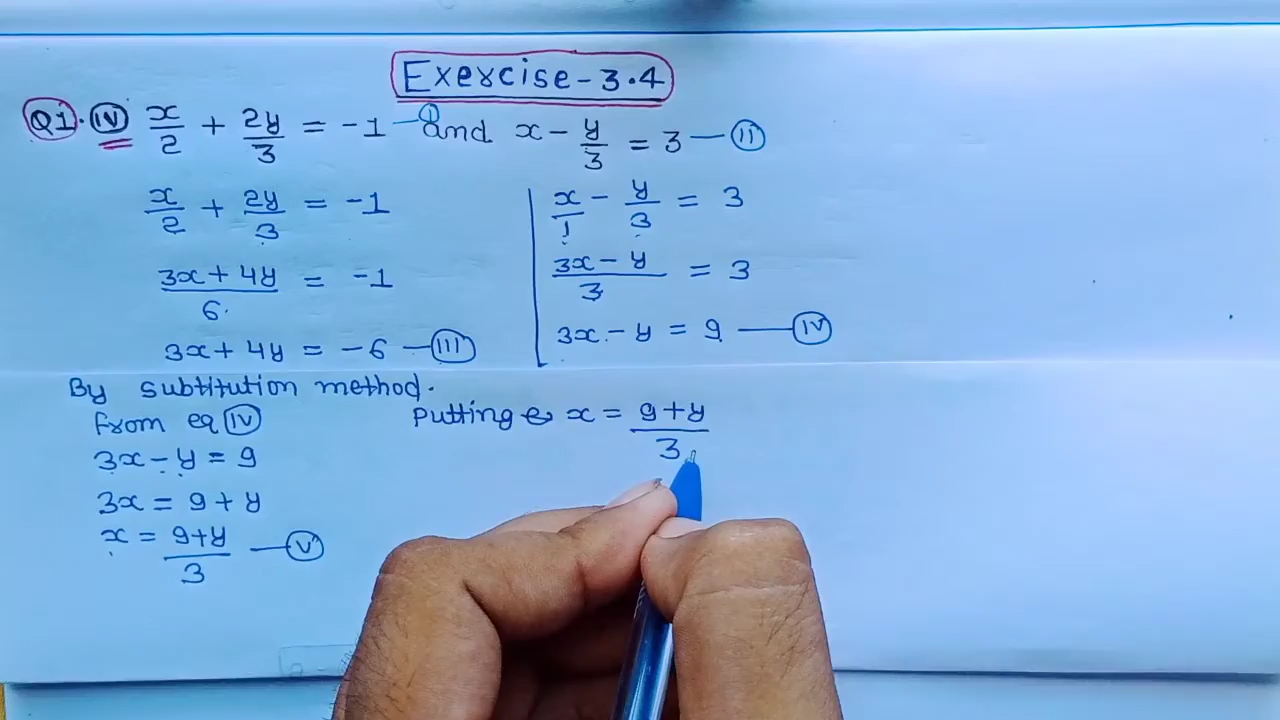 Exercise-3.4
Q1. (IV) x/2 + 2y/3 = -1 —(I) and x - y/3 = 3 —(II)
x/2 + 2y/3 = -1
(3x + 4y)/6 = -1
3x + 4y = -6 —(III)
x/1 - y/3 = 3
(3x - y)/3 = 3
3x - y = 9 —(IV)
By subtitution method.
from eq (IV)
3x - y = 9
3x = 9 + y
x = (9+y)/3 —(V)
Putting x = (9+y)/3